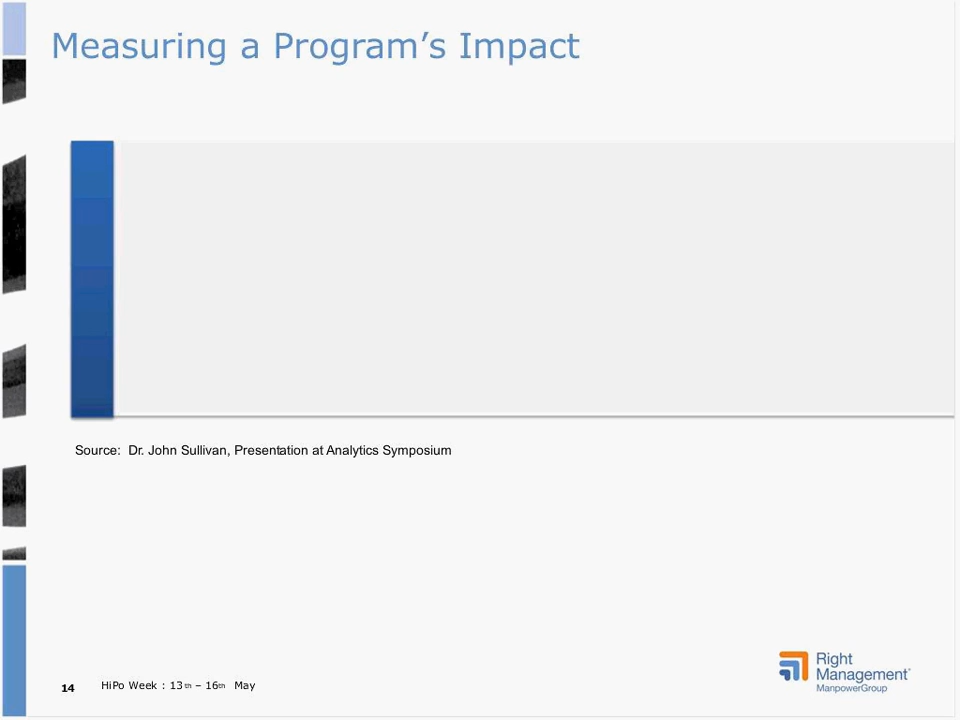 Measuring a Program’s Impact
Source: Dr. John Sullivan, Presentation at Analytics Symposium
14 HiPo Week : 13th – 16th May
Right
Management
ManpowerGroup